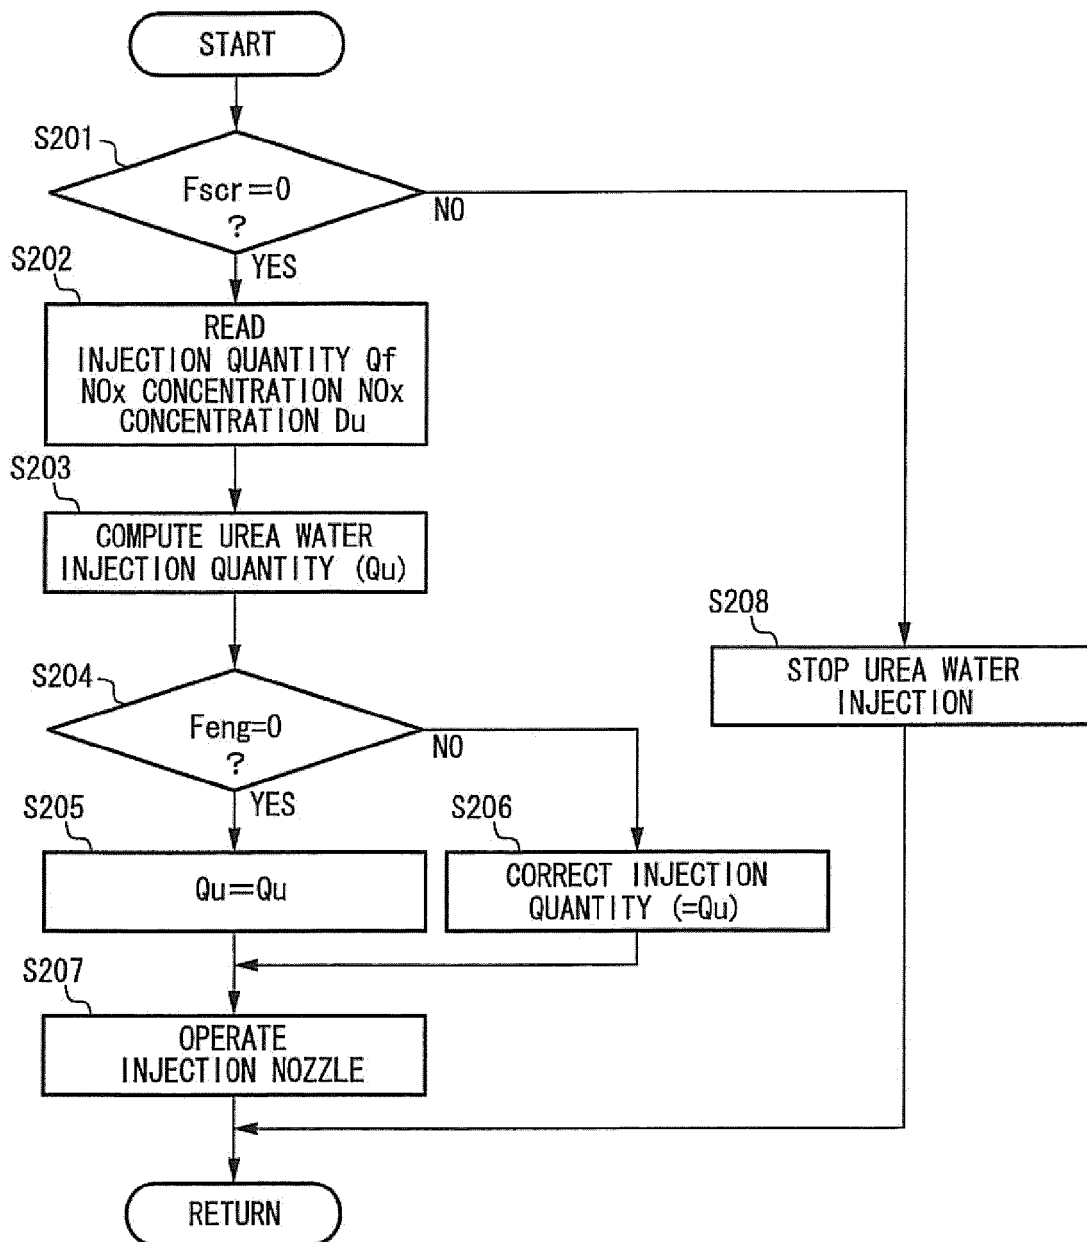 START
S201
Fscr=0
?
NO
YES
S202
READ
INJECTION QUANTITY Qf
NOx CONCENTRATION NOx
CONCENTRATION Du
S203
COMPUTE UREA WATER
INJECTION QUANTITY (Qu)
S204
Feng=0
?
NO
YES
S205
Qu=Qu
S206
CORRECT INJECTION
QUANTITY (=Qu)
S208
STOP UREA WATER
INJECTION
S207
OPERATE
INJECTION NOZZLE
RETURN